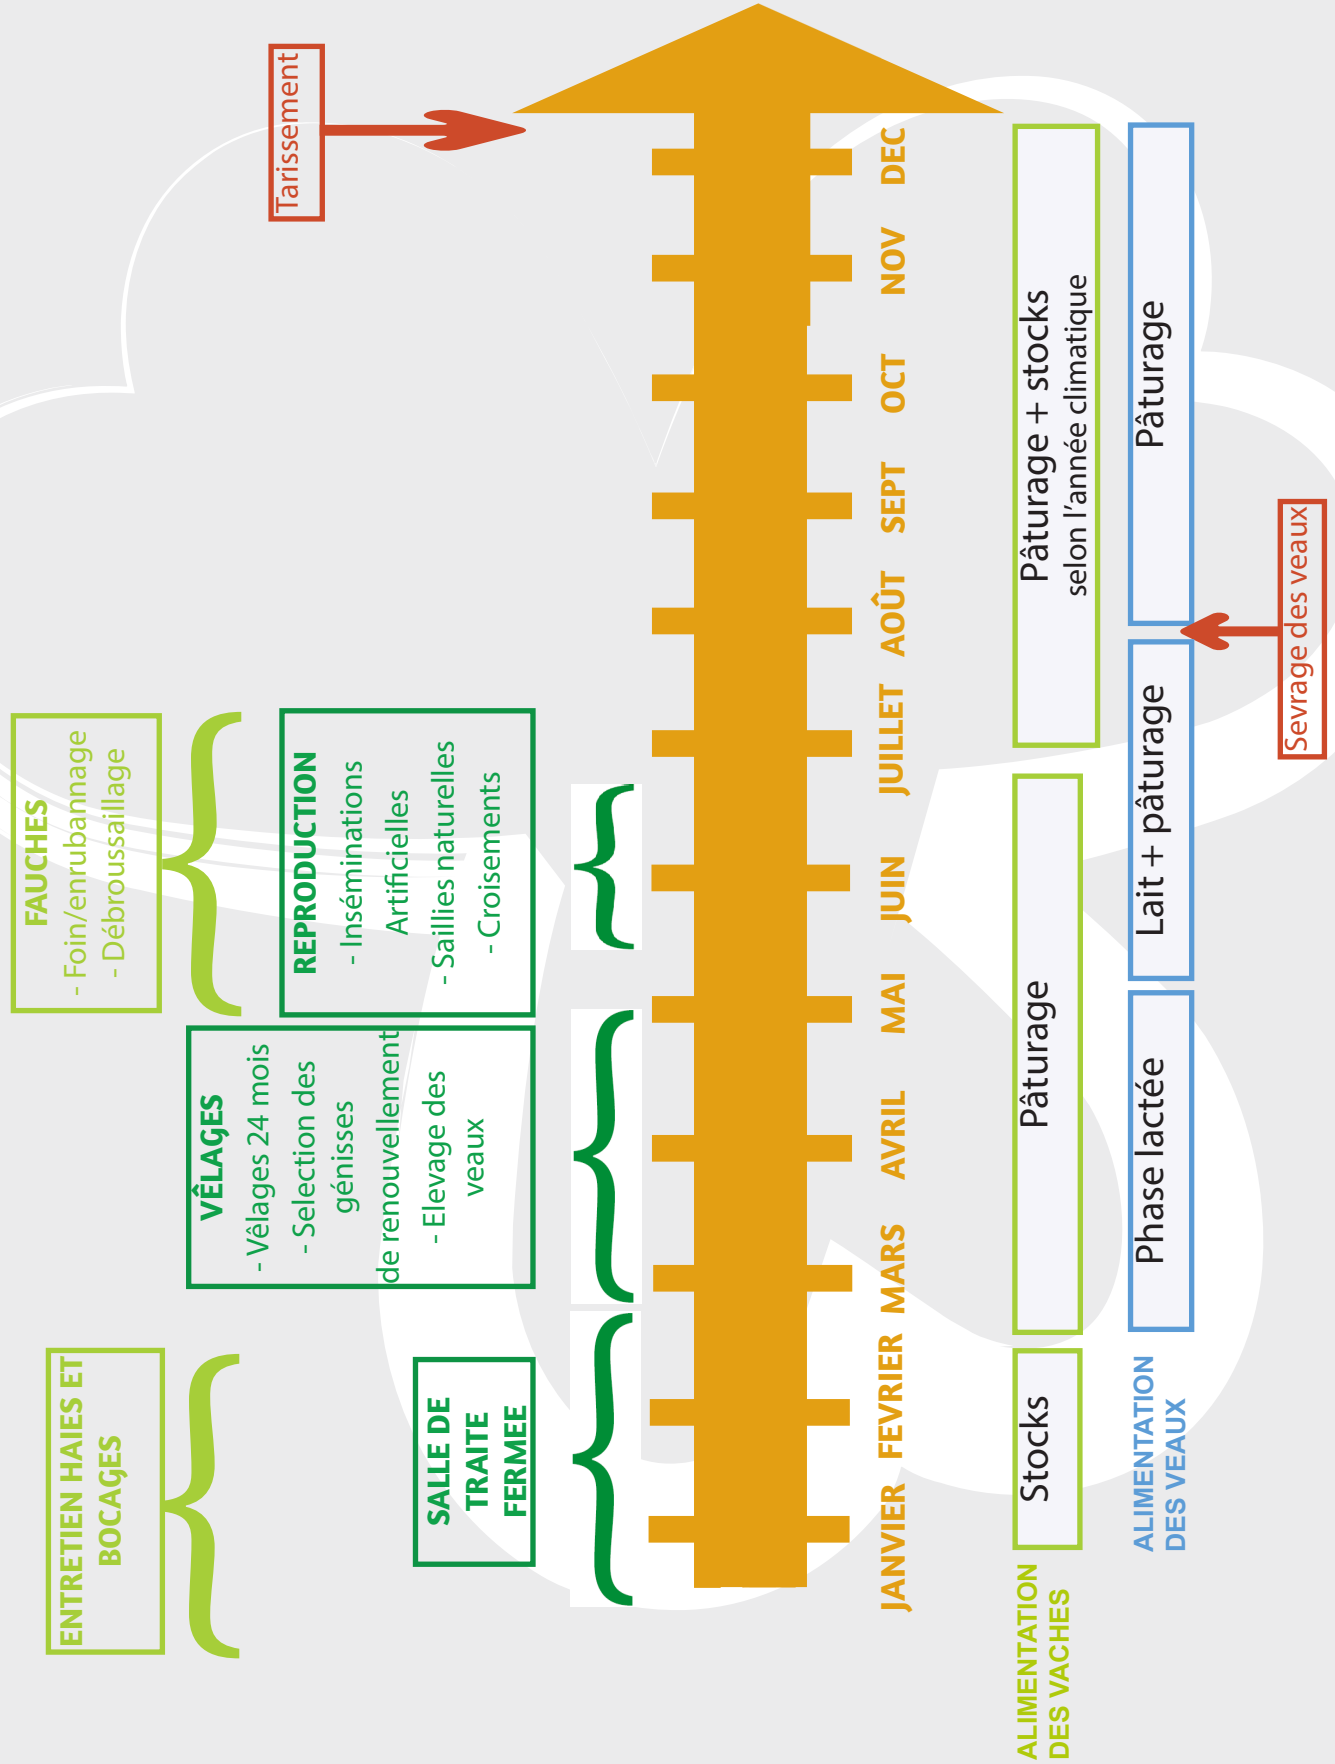 ENTRETIEN HAIES ET
BOCAGES
FAUCHES
- Foin/enrubannage
- Débroussaillage
SALLE DE
TRAITE
FERMEE
VÊLAGES
- Vêlages 24 mois
- Selection des
génisses
de renouvellement
- Elevage des
veaux
REPRODUCTION
- Inséminations
Artificielles
- Saillies naturelles
- Croisements
Tarissement
JANVIER FEVRIER MARS AVRIL MAI JUIN JUILLET AOÛT SEPT OCT NOV DEC
ALIMENTATION
DES VACHES
Stocks
Pâturage
Pâturage + stocks
selon l'année climatique
ALIMENTATION
DES VEAUX
Phase lactée
Lait + pâturage
Pâturage
Sevrage des veaux